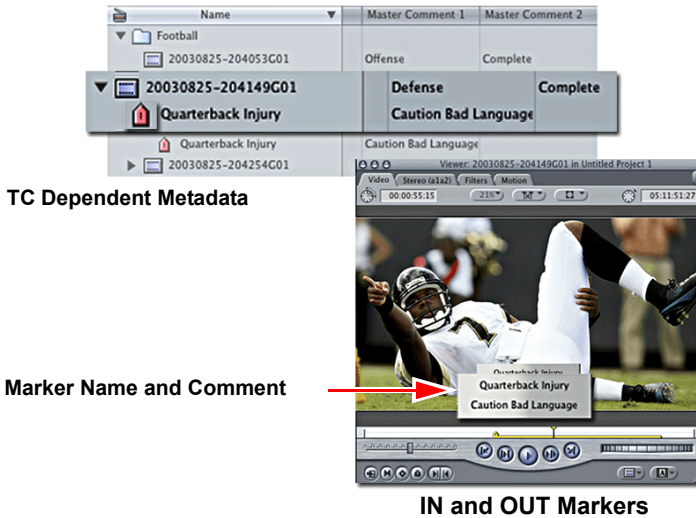 Name Master Comment 1 Master Comment 2
Football
20030825-204053G01 Offense Complete
20030825-204149G01 Defense Complete
Quarterback Injury Caution Bad Language
Quarterback Injury Caution Bad Language
20030825-204254G01
TC Dependent Metadata
Viewer: 20030825-204149G01 in Untitled Project 1
Video Stereo (a1a2) Filters Motion
00:00:55:15 21% 05:11:51:27
7
Quarterback Injury
Quarterback Injury
Caution Bad Language
Marker Name and Comment
A
IN and OUT Markers